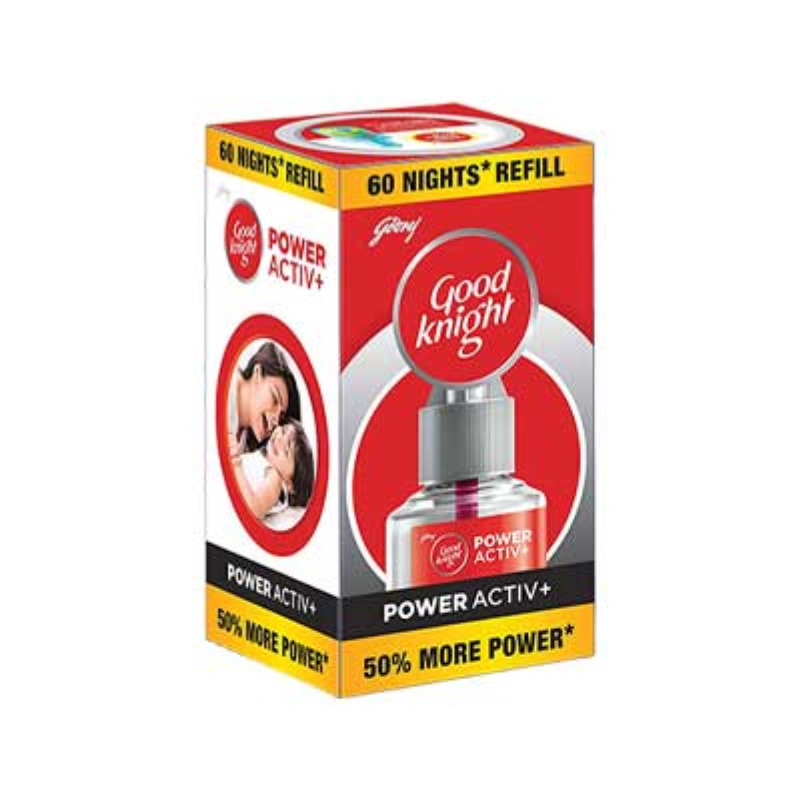 60 NIGHTS* REFILL
Good
knight
POWER
ACTIV+
POWER ACTIV+
50% MORE POWER*
60 NIGHTS* REFILL
Godrej
Good
knight
Good
knight
POWER
ACTIV+
POWER ACTIV+
50% MORE POWER*